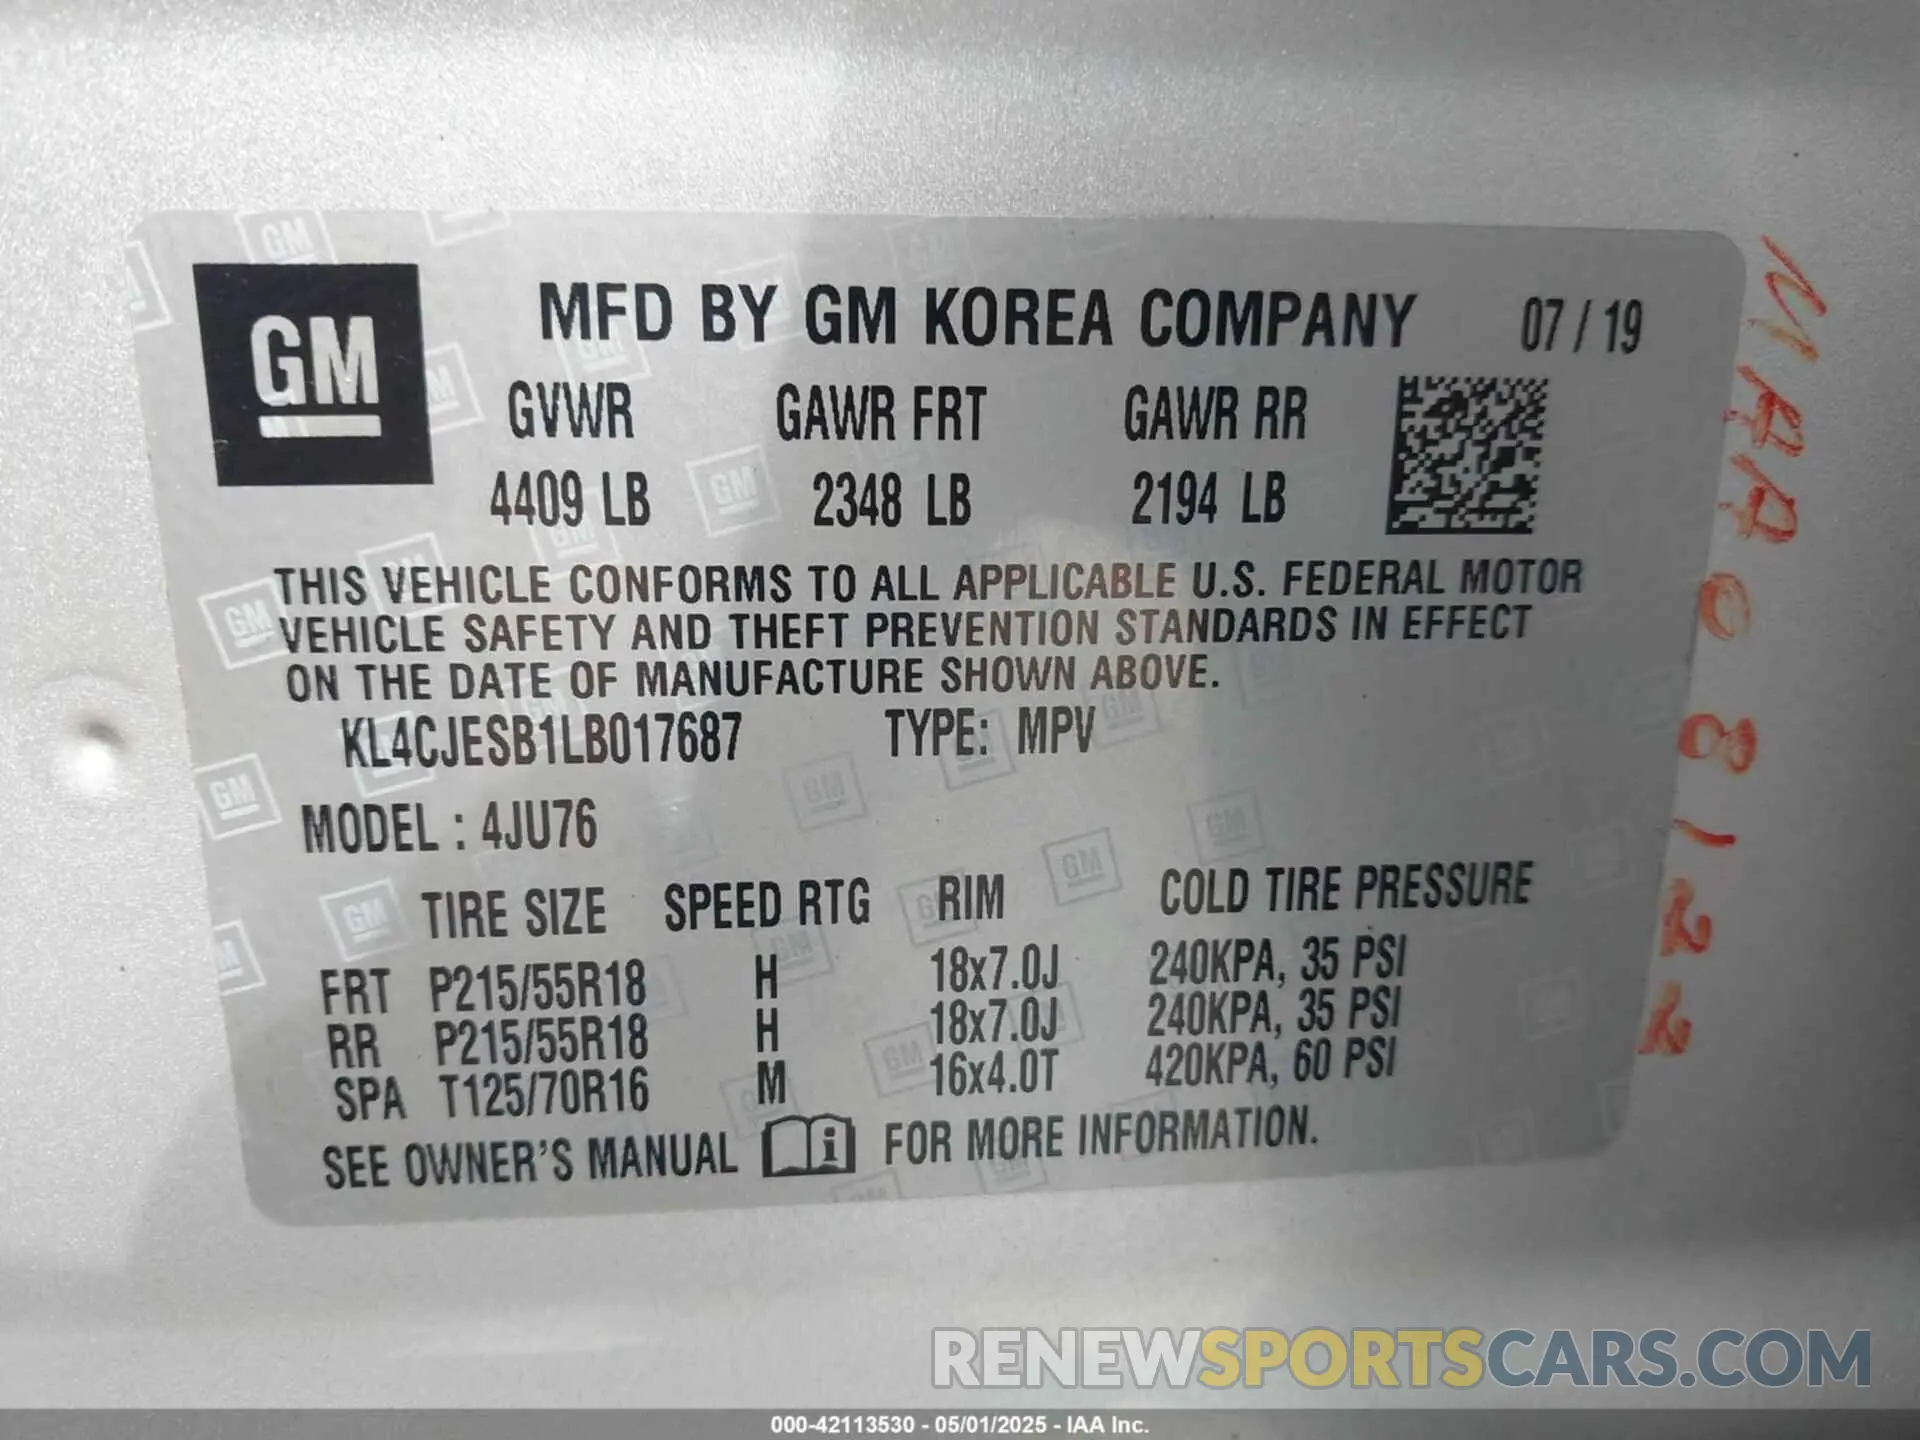 GM
MFD BY GM KOREA COMPANY 07 / 19
GVWR GAWR FRT GAWR RR
4409 LB 2348 LB 2194 LB
THIS VEHICLE CONFORMS TO ALL APPLICABLE U.S. FEDERAL MOTOR
VEHICLE SAFETY AND THEFT PREVENTION STANDARDS IN EFFECT
ON THE DATE OF MANUFACTURE SHOWN ABOVE.
KL4CJESB1LB017687 TYPE: MPV
MODEL : 4JU76
TIRE SIZE SPEED RTG RIM COLD TIRE PRESSURE
FRT P215/55R18 H 18x7.0J 240KPA, 35 PSI
RR P215/55R18 H 18x7.0J 240KPA, 35 PSI
SPA T125/70R16 M 16x4.0T 420KPA, 60 PSI
SEE OWNER'S MANUAL i FOR MORE INFORMATION.
RENEWSPORTSCARS.COM
000-42113530 - 05/01/2025 - IAA Inc.